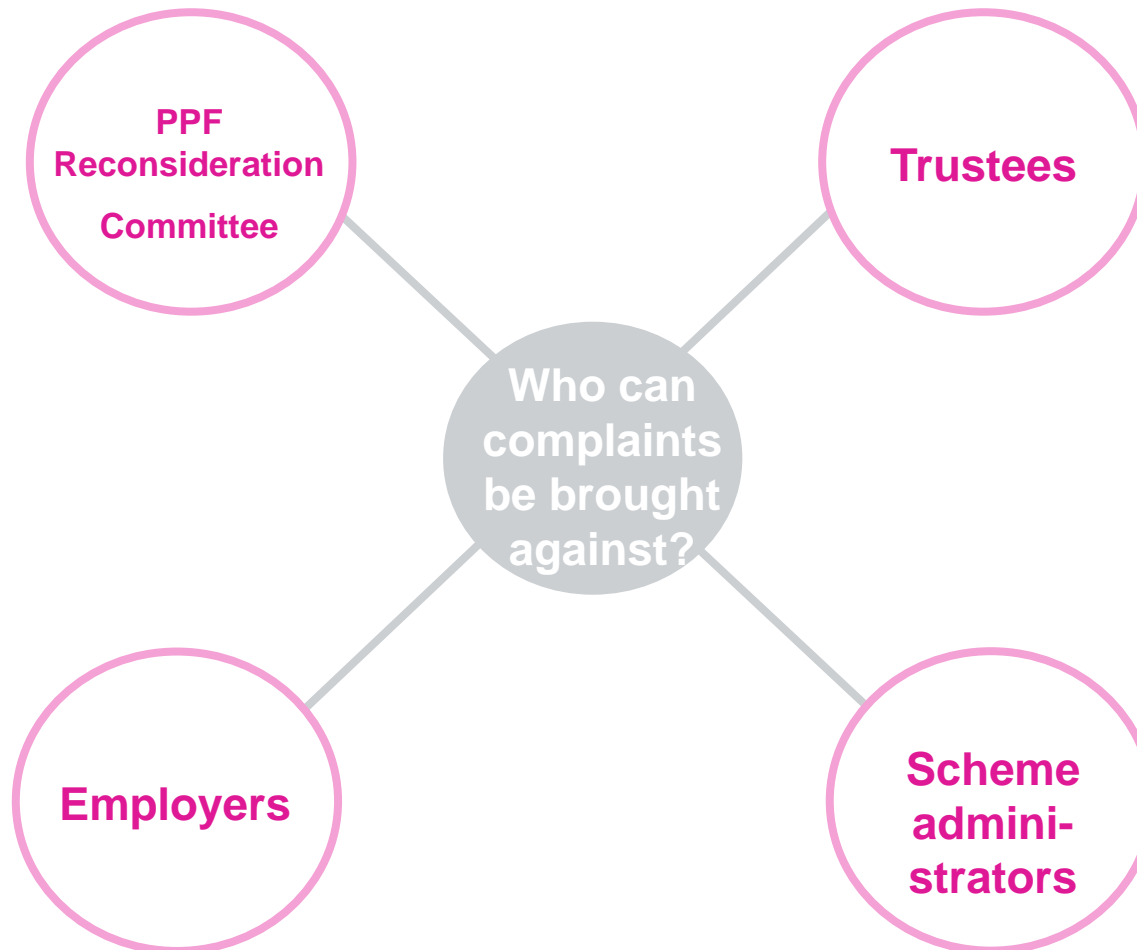 PPF
Reconsideration
Committee
Trustees
Who can
complaints
be brought
against?
Employers
Scheme
admini-
strators